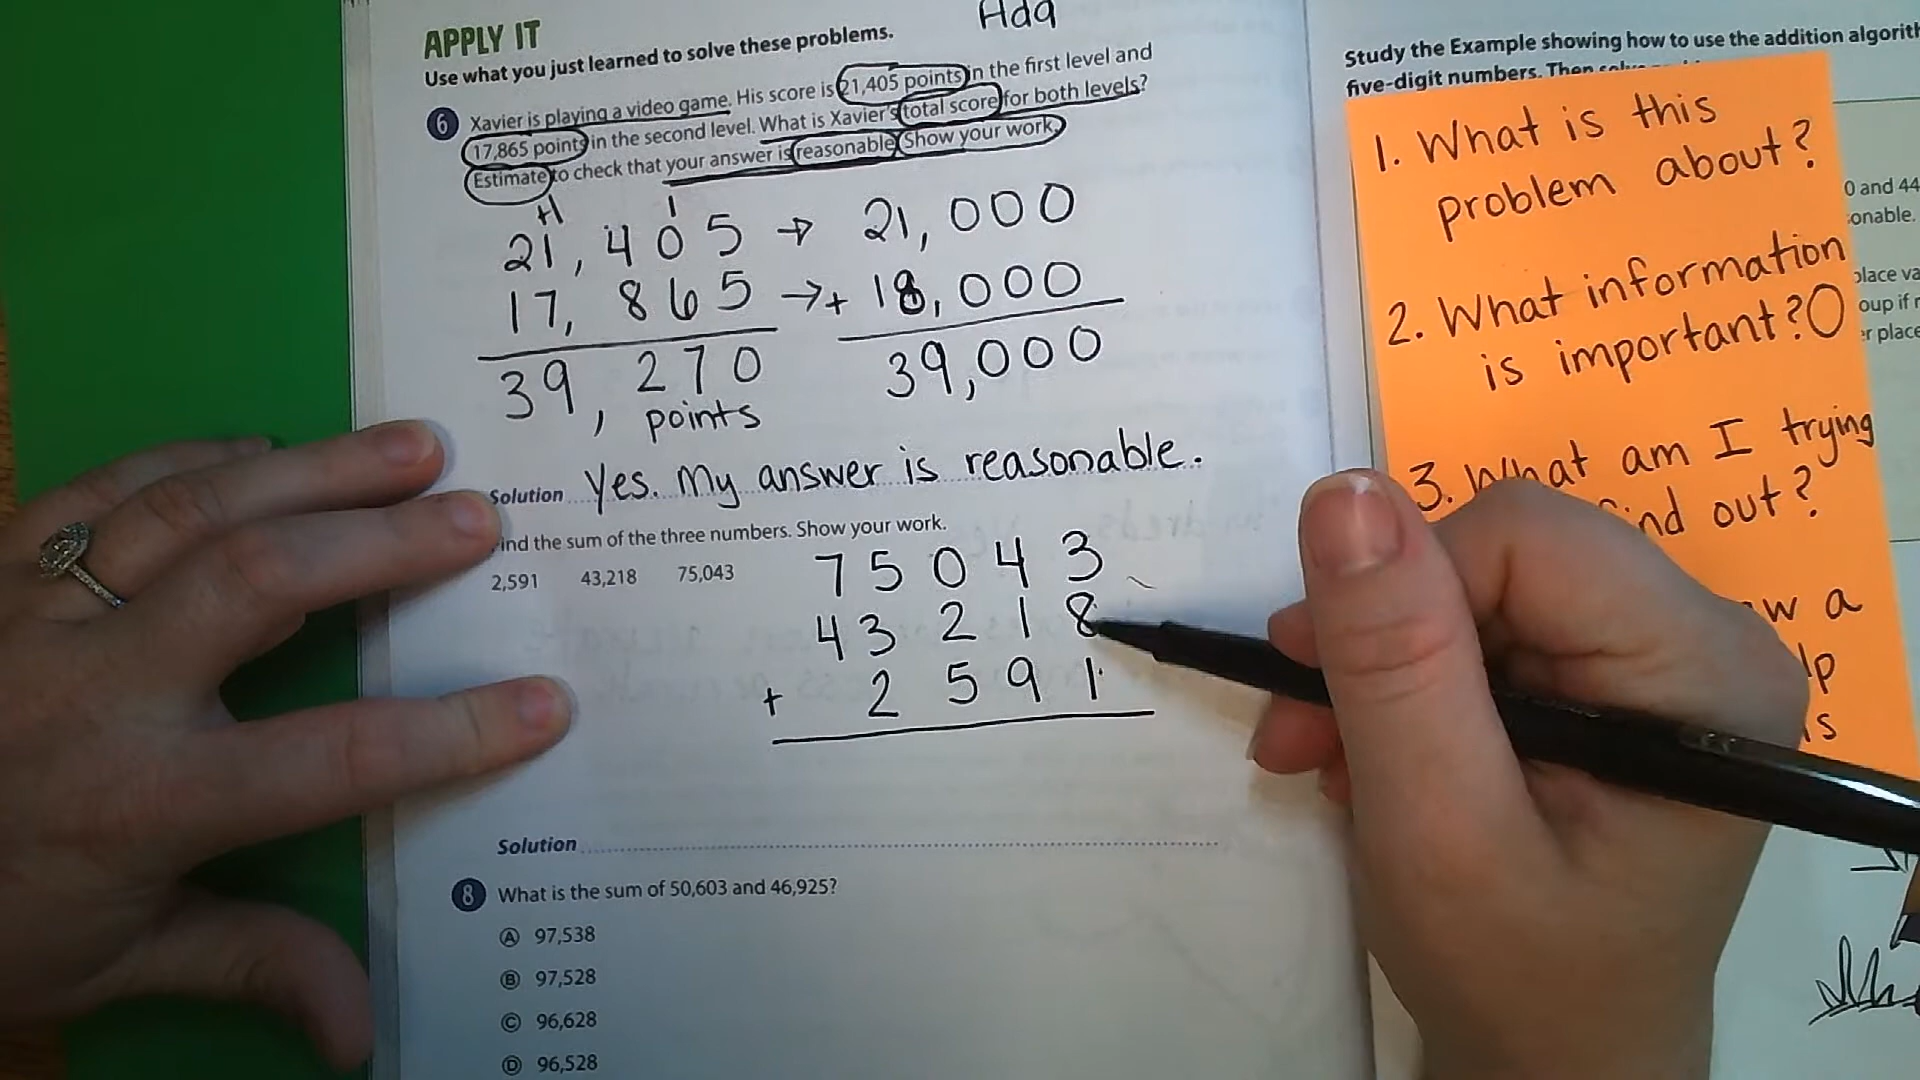 APPLY IT
Add
Use what you just learned to solve these problems.
6 Xavier is playing a video game. His score is 21,405 points in the first level and
17,865 points in the second level. What is Xavier's total score for both levels?
Estimate to check that your answer is reasonable. Show your work.
+1 1
21,405 → 21,000
17,865 → + 18,000
39,270 39,000
points
Solution Yes. My answer is reasonable.
ind the sum of the three numbers. Show your work.
2,591 43,218 75,043
75043
43218
+ 2591
Solution
8 What is the sum of 50,603 and 46,925?
A 97,538
B 97,528
C 96,628
D 96,528
Study the Example showing how to use the addition algorit
five-digit numbers. Then
1. What is this
problem about?
2. What information
is important? O
3. What am I trying
ind out?
w a
lp
is
0 and 44
onable.
place va
oup if
er place